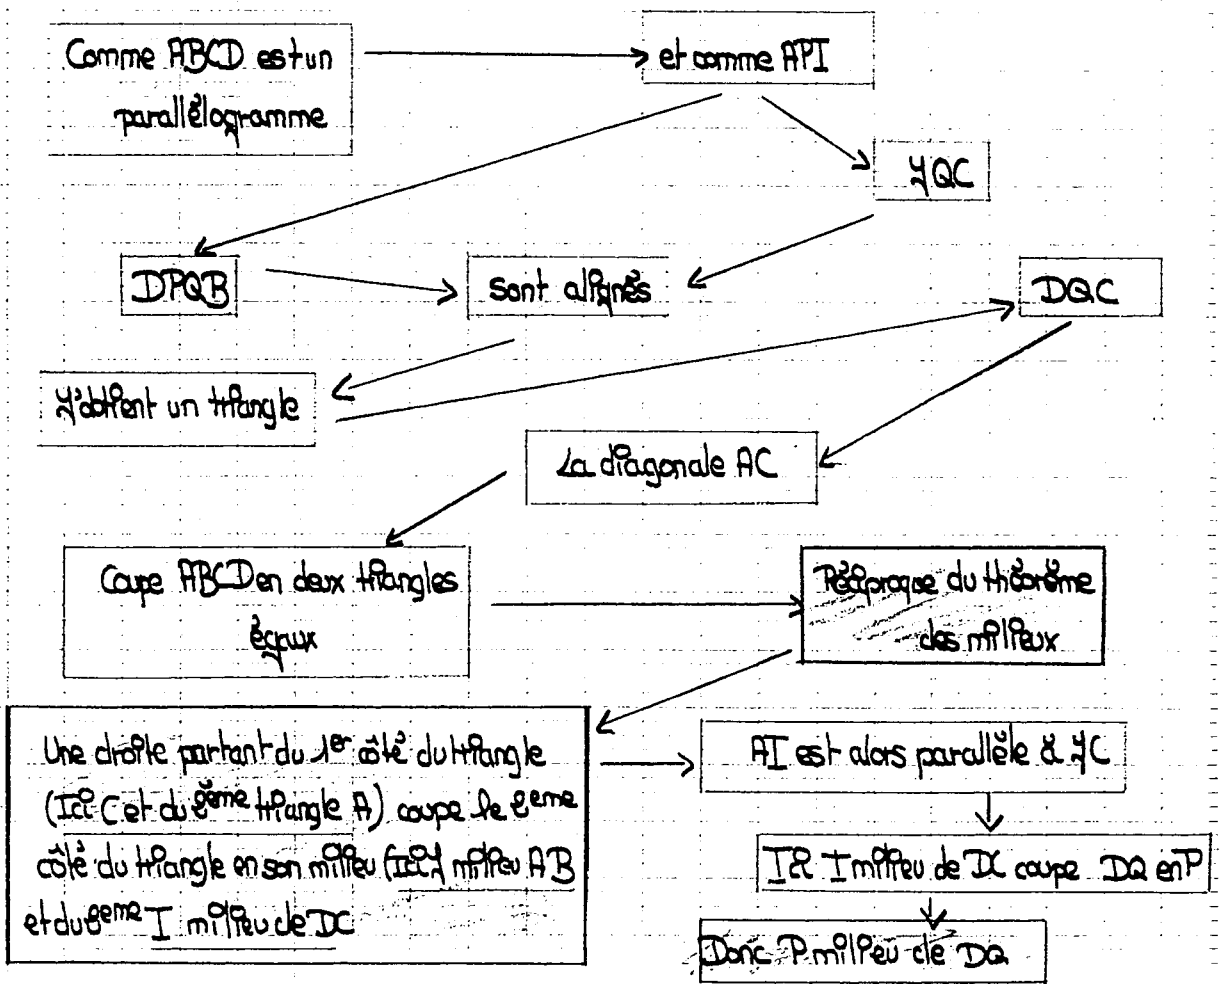 Comme ABCD est un
parallélogramme
et comme API
JQC
DPQB
sont alignés
DQC
J'obtient un triangle
La diagonale AC
Coupe ABCD en deux triangles
égaux
Réciproque du théorème
des milieux
Une droite partant du 1er côté du triangle
(Ici C et du 2ème triangle A) coupe le 2eme
côté du triangle en son milieu (Ici J milieu AB
et du 2eme I milieu de DC
AI est alors parallèle à JC
Ici I milieu de DC coupe DQ en P
Donc P milieu de DQ